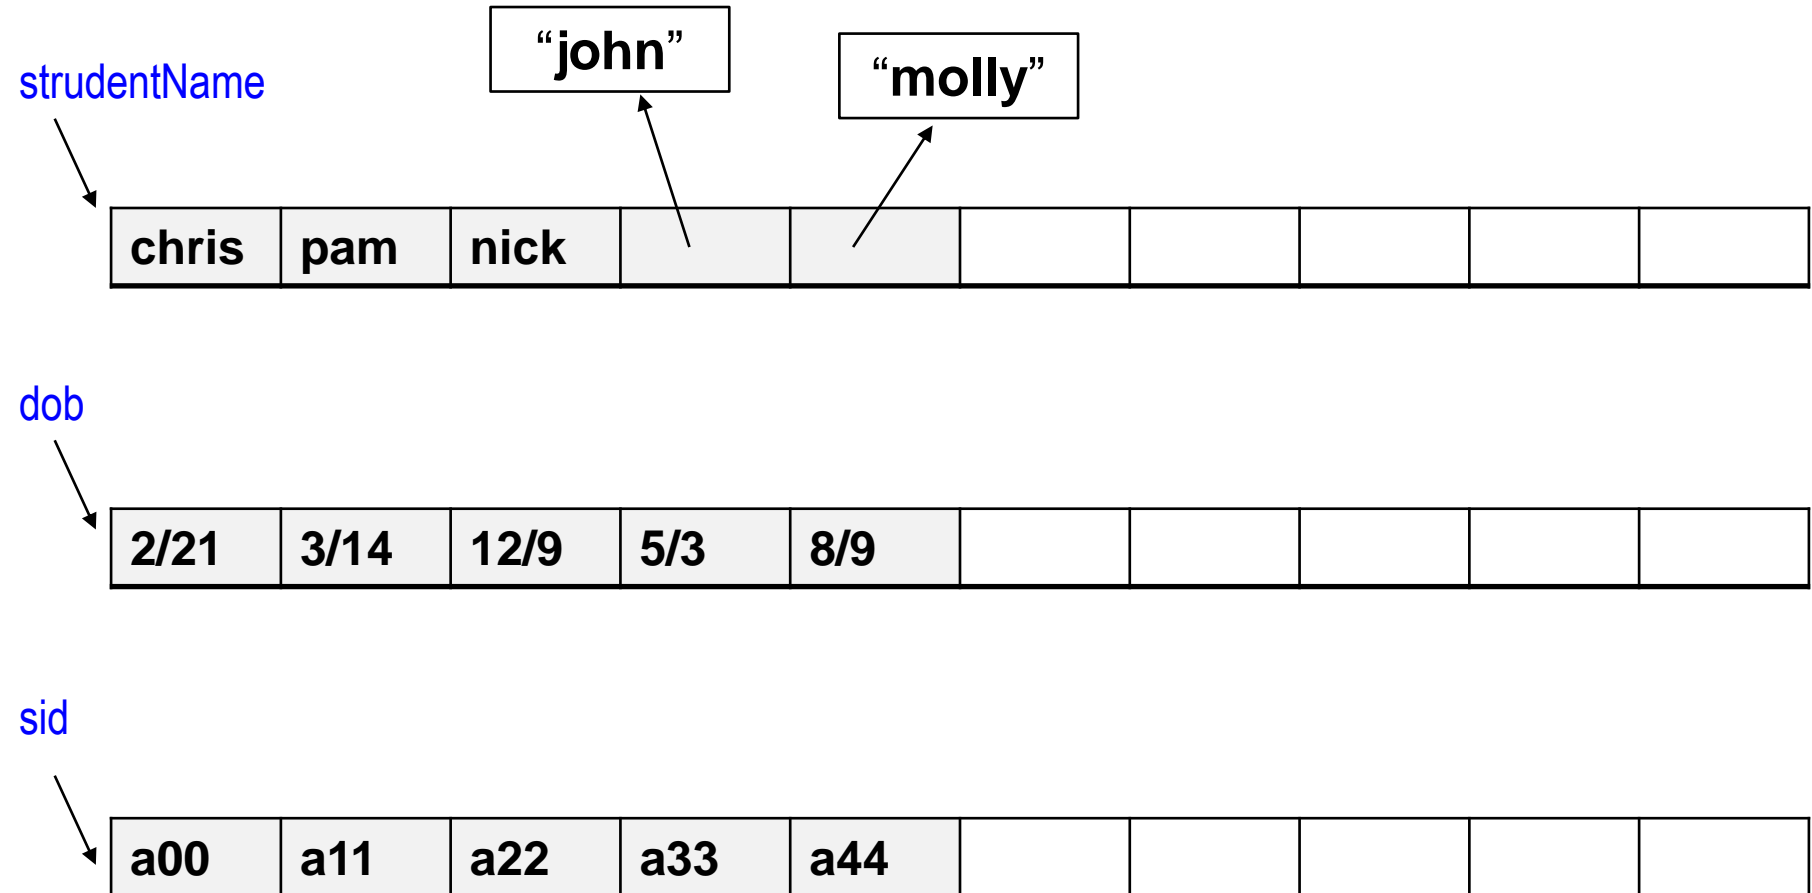 “john”
“molly”
strudentName
chris pam nick
dob
2/21 3/14 12/9 5/3 8/9
sid
a00 a11 a22 a33 a44